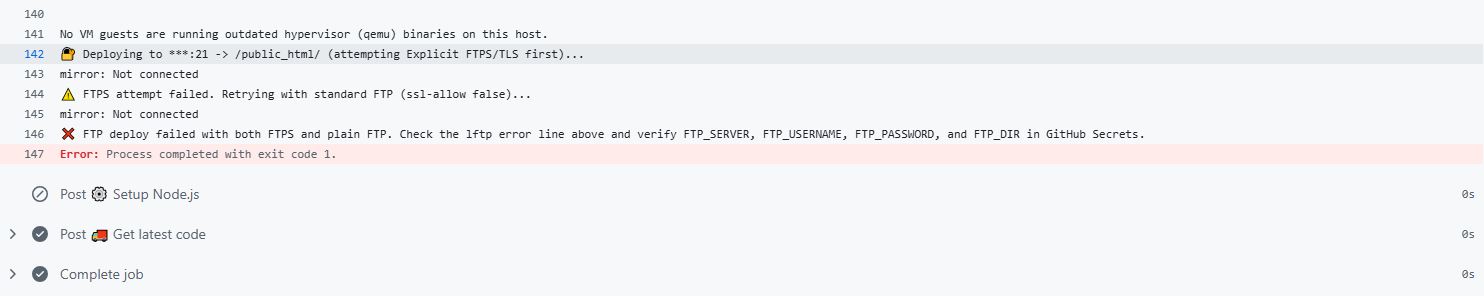 140
141 No VM guests are running outdated hypervisor (qemu) binaries on this host.
142 🔐 Deploying to ***:21 -> /public_html/ (attempting Explicit FTPS/TLS first)...
143 mirror: Not connected
144 ⚠️ FTPS attempt failed. Retrying with standard FTP (ssl-allow false)...
145 mirror: Not connected
146 ❌ FTP deploy failed with both FTPS and plain FTP. Check the lftp error line above and verify FTP_SERVER, FTP_USERNAME, FTP_PASSWORD, and FTP_DIR in GitHub Secrets.
147 Error: Process completed with exit code 1.
Post ⚙️ Setup Node.js 0s
Post 🚚 Get latest code 0s
Complete job 0s